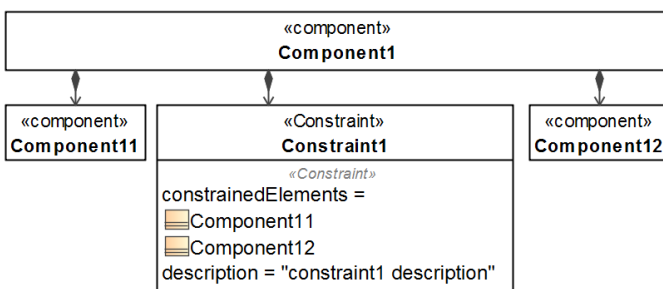 «component»
Component1
«component»
Component11
«Constraint»
Constraint1
«Constraint»
constrainedElements =
Component11
Component12
description = "constraint1 description"
«component»
Component12